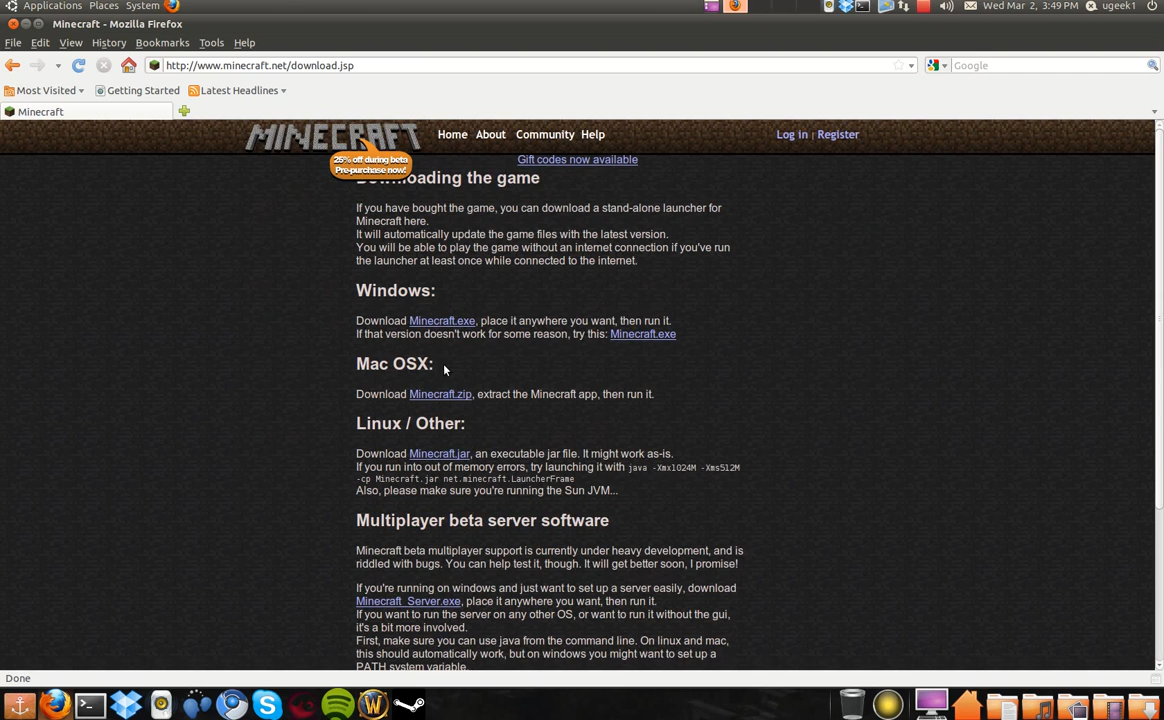 Applications Places System Wed Mar 2, 3:49 PM ugeek1
Minecraft - Mozilla Firefox
File Edit View History Bookmarks Tools Help
http://www.minecraft.net/download.jsp Google
Most Visited Getting Started Latest Headlines
Minecraft
MINECRAFT Home About Community Help Log in | Register
25% off during beta
Pre-purchase now!
Gift codes now available
Downloading the game
If you have bought the game, you can download a stand-alone launcher for
Minecraft here.
It will automatically update the game files with the latest version.
You will be able to play the game without an internet connection if you've run
the launcher at least once while connected to the internet.
Windows:
Download Minecraft.exe, place it anywhere you want, then run it.
If that version doesn't work for some reason, try this: Minecraft.exe
Mac OSX:
Download Minecraft.zip, extract the Minecraft app, then run it.
Linux / Other:
Download Minecraft.jar, an executable jar file. It might work as-is.
If you run into out of memory errors, try launching it with java -Xmx1024M -Xms512M
-cp Minecraft.jar net.minecraft.LauncherFrame
Also, please make sure you're running the Sun JVM...
Multiplayer beta server software
Minecraft beta multiplayer support is currently under heavy development, and is
riddled with bugs. You can help test it, though. It will get better soon, I promise!
If you're running on windows and just want to set up a server easily, download
Minecraft_Server.exe, place it anywhere you want, then run it.
If you want to run the server on any other OS, or want to run it without the gui,
it's a bit more involved.
First, make sure you can use java from the command line. On linux and mac,
this should automatically work, but on windows you might want to set up a
PATH system variable.
Done